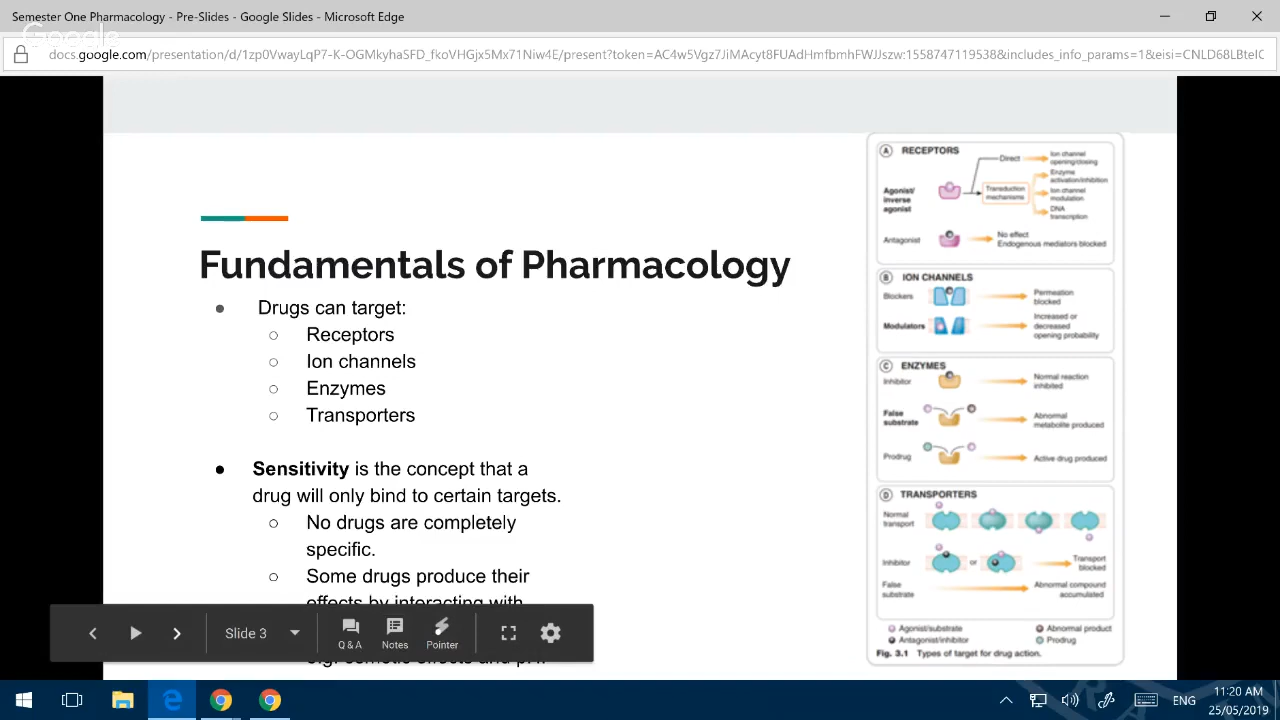 Semester One Pharmacology - Pre-Slides - Google Slides - Microsoft Edge
Google
docs.google.com/presentation/d/1zp0VwayLqP7-K-OGMkyhaSFD_fkoVHGjx5Mx71Niw4E/present?token=AC4w5Vgz7JiMAcyt8FUAdHmfbmhFWJJszw:1558747119538&includes_info_params=1&eisi=CNLD68LBteIC
Fundamentals of Pharmacology
● Drugs can target:
○ Receptors
○ Ion channels
○ Enzymes
○ Transporters
● Sensitivity: The concept that a
drug will only bind to certain targets.
○ No drugs are completely
specific.
○ Some drugs produce their
Notes
Pointer
A RECEPTORS
Agonist/
inverse
agonist
Direct
Transduction
mechanisms
Ion channel
opening/closing
Enzyme
activation/inhibition
Ion channel
modulation
DNA
transcription
Antagonist
No effect
Endogenous mediators blocked
B ION CHANNELS
Blockers
Permeation
blocked
Modulators
Increased or
decreased
opening probability
C ENZYMES
Inhibitor
Normal reaction
inhibited
False
substrate
Abnormal
metabolite produced
Prodrug
Active drug produced
D TRANSPORTERS
Normal
transport
Inhibitor
or
Transport
blocked
False
substrate
Abnormal compound
accumulated
Agonist/substrate
Abnormal product
Antagonist/inhibitor
Prodrug
Fig. 3.1 Types of target for drug action.
ENG
11:20 AM
25/05/2019